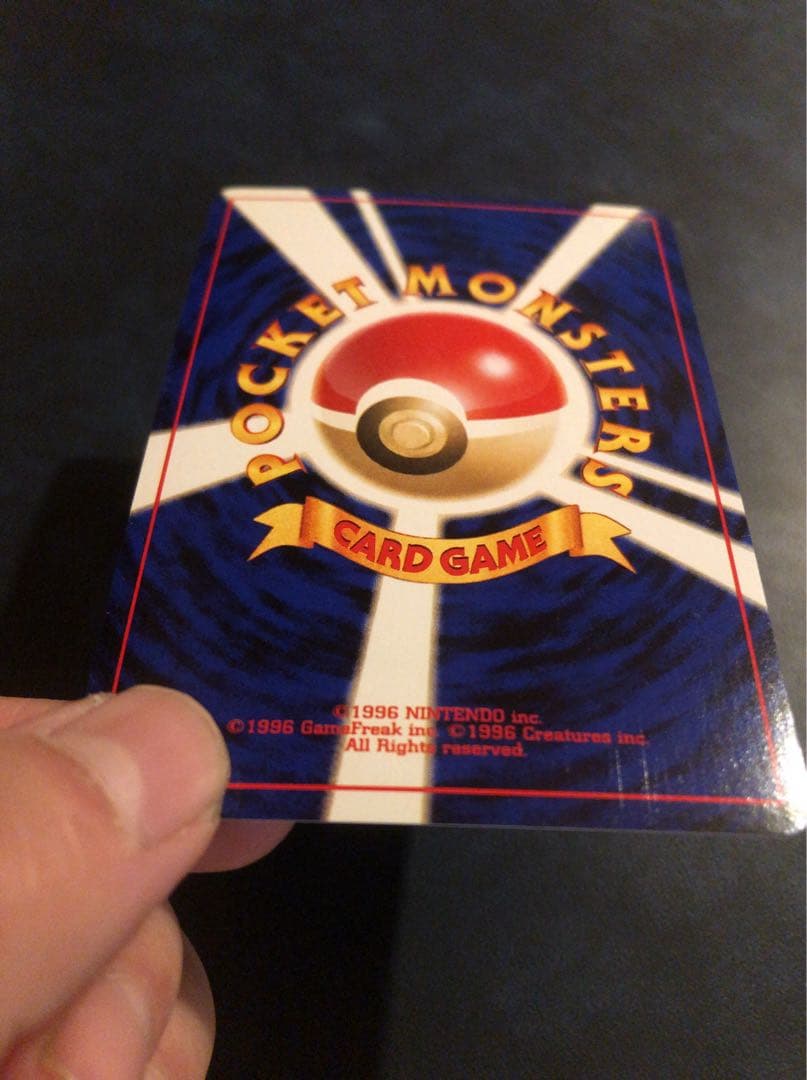 POCKET MONSTERS
CARD GAME
©1996 NINTENDO inc.
©1996 GameFreak inc. ©1996 Creatures inc.
All Rights reserved.